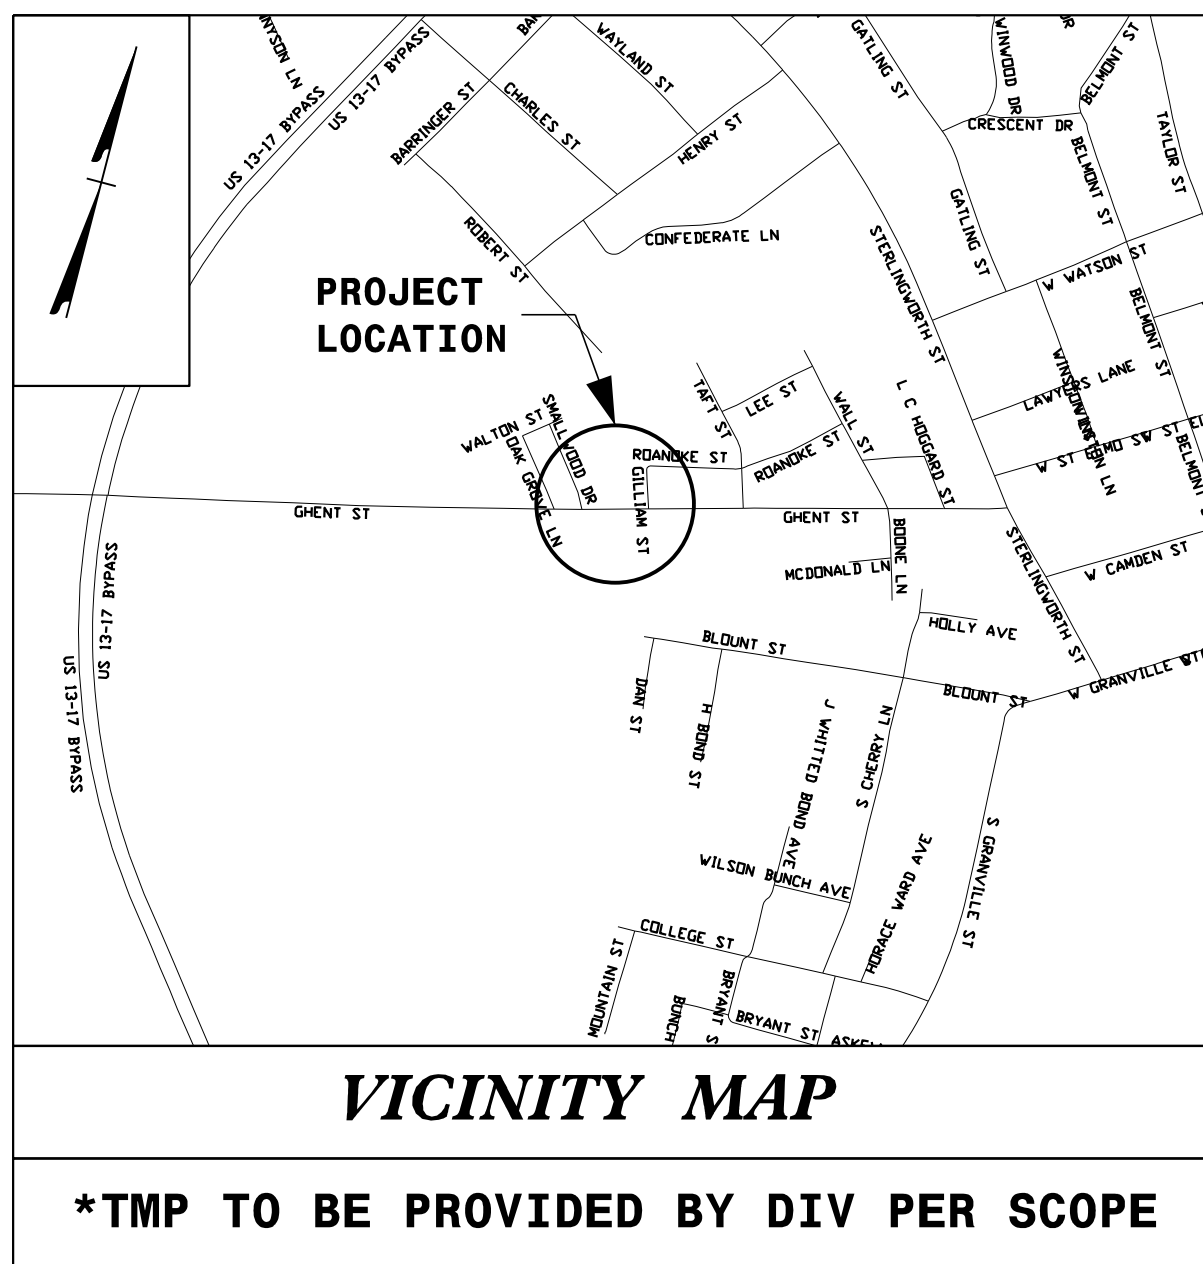 US 13-17 BYPASS
US 13-17 BYPASS
BARRINGER ST
CHARLES ST
WAYLAND ST
HENRY ST
GATLING ST
WINWOOD DR
BELMONT ST
CRESCENT DR
TAYLOR ST
BELMONT ST
GATLING ST
ROBERT ST
CONFEDERATE LN
STERLINGWORTH ST
W WATSON ST
PROJECT
LOCATION
BELMONT ST
LAWYERS LANE
TAFT ST
LEE ST
WALL ST
L C HOGGARD ST
WALTON ST
SMALLWOOD DR
OAK GROVE LN
ROANOKE ST
ROANOKE ST
GILLIAM ST
BELMONT
GHENT ST
GHENT ST
BOONE LN
MCDONALD LN
STERLINGWORTH ST
W CAMDEN ST
US 13-17 BYPASS
US 13-17 BYPASS
HOLLY AVE
BLOUNT ST
BLOUNT ST
W GRANVILLE
DAN ST
H BOND ST
J WHITTED BOND AVE
S CHERRY LN
S GRANVILLE ST
HORACE WARD AVE
WILSON BUNCH AVE
COLLEGE ST
MOUNTAIN ST
BRYANT S
BUNCH
BRYANT ST
VICINITY MAP
*TMP TO BE PROVIDED BY DIV PER SCOPE